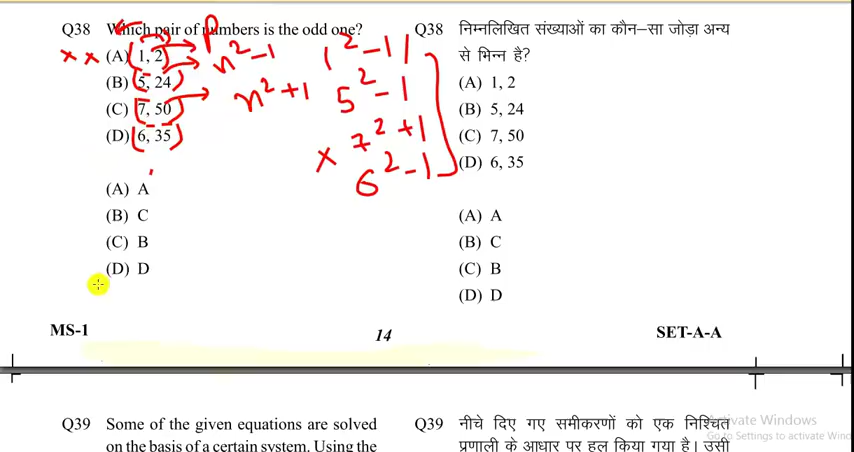 Q38 Which pair of numbers is the odd one?
(A) 1, 2
(B) 5, 24
(C) 7, 50
(D) 6, 35
(A) A
(B) C
(C) B
(D) D
x x
P
n²-1
n²+1
1²-1
5²-1
7²+1
x 6²-1
Q38 निम्नलिखित संख्याओं का कौन–सा जोड़ा अन्य
से भिन्न है?
(A) 1, 2
(B) 5, 24
(C) 7, 50
(D) 6, 35
(A) A
(B) C
(C) B
(D) D
MS-1
14
SET-A-A
Q39 Some of the given equations are solved
on the basis of a certain system. Using the
Q39 नीचे दिए गए समीकरणों को एक निश्चित
प्रणाली के आधार पर हल किया गया है। उसी
Activate Windows
Go to Settings to activate Wind